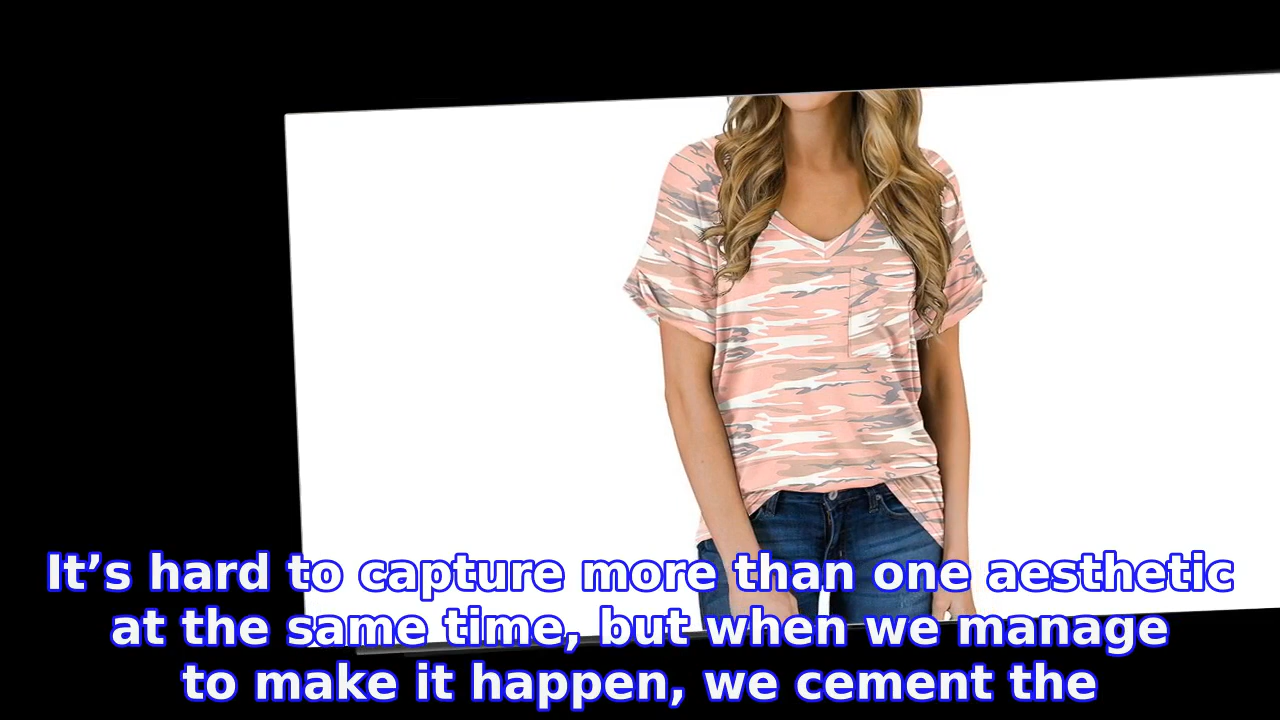 It’s hard to capture more than one aesthetic
at the same time, but when we manage
to make it happen, we cement the